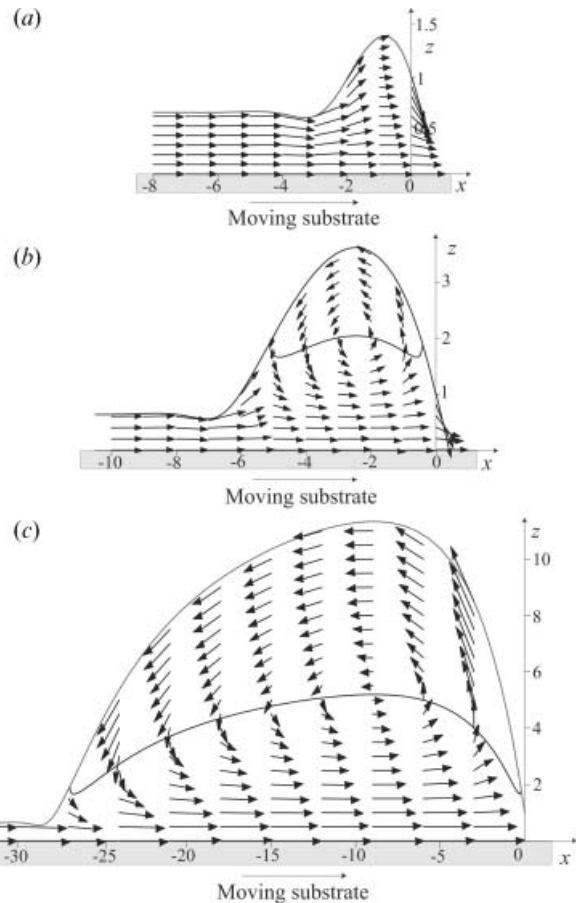 (a)
1.5
z
1
0.5
-8 -6 -4 -2 0 x
Moving substrate
(b)
z
3
2
1
-10 -8 -6 -4 -2 0 x
Moving substrate
(c)
z
10
8
6
4
2
-30 -25 -20 -15 -10 -5 0 x
Moving substrate